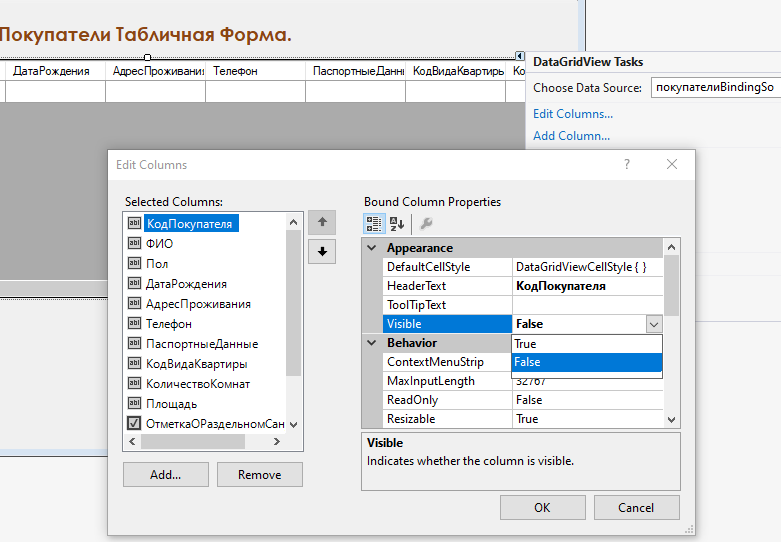 Покупатели Табличная Форма.
ДатаРождения АдресПроживания Телефон ПаспортныеДанны КодВидаКвартирь Ко
DataGridView Tasks
Choose Data Source: покупателиBindingSo
Edit Columns...
Add Column...
Edit Columns
Selected Columns:
КодПокупателя
ФИО
Пол
ДатаРождения
АдресПроживания
Телефон
ПаспортныеДанные
КодВидаКвартиры
КоличествоКомнат
Площадь
ОтметкаОРаздельномСан
Add...
Remove
Bound Column Properties
Appearance
DefaultCellStyle DataGridViewCellStyle { }
HeaderText КодПокупателя
ToolTipText
Visible False
Behavior
True
ContextMenuStrip
False
MaxInputLength 32767
ReadOnly False
Resizable True
Visible
Indicates whether the column is visible.
OK
Cancel